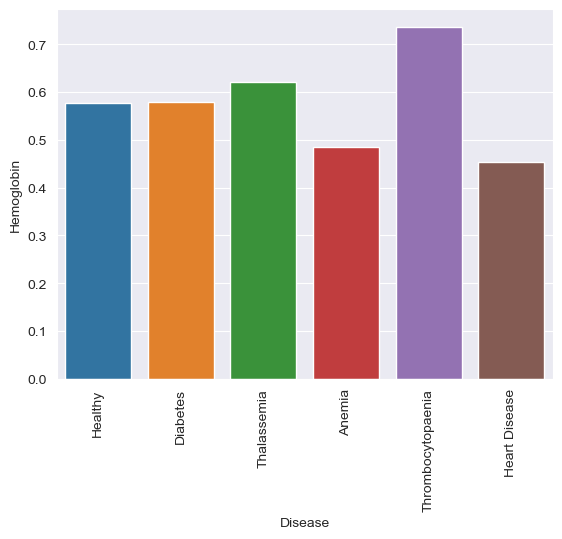 Hemoglobin
0.7
0.6
0.5
0.4
0.3
0.2
0.1
0.0
Healthy
Diabetes
Thalassemia
Anemia
Thrombocytopaenia
Heart Disease
Disease